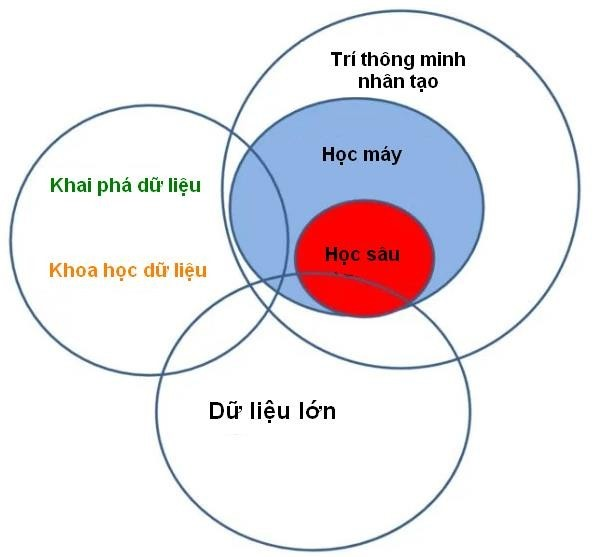 Trí thông minh
nhân tạo
Học máy
Khai phá dữ liệu
Học sâu
Khoa học dữ liệu
Dữ liệu lớn